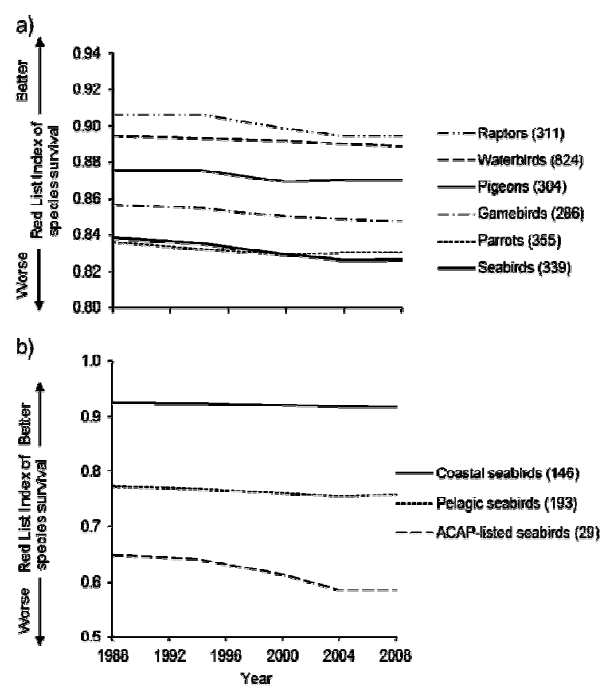 a)
Better
Red List Index of
species survival
Worse
0.94
0.92
0.90
0.88
0.86
0.84
0.82
0.80
Raptors (311)
Waterbirds (824)
Pigeons (304)
Gamebirds (286)
Parrots (355)
Seabirds (339)
b)
Better
Red List Index of
species survival
Worse
1.0
0.9
0.8
0.7
0.6
0.5
Coastal seabirds (146)
Pelagic seabirds (193)
ACAP-listed seabirds (29)
1988 1992 1996 2000 2004 2008
Year